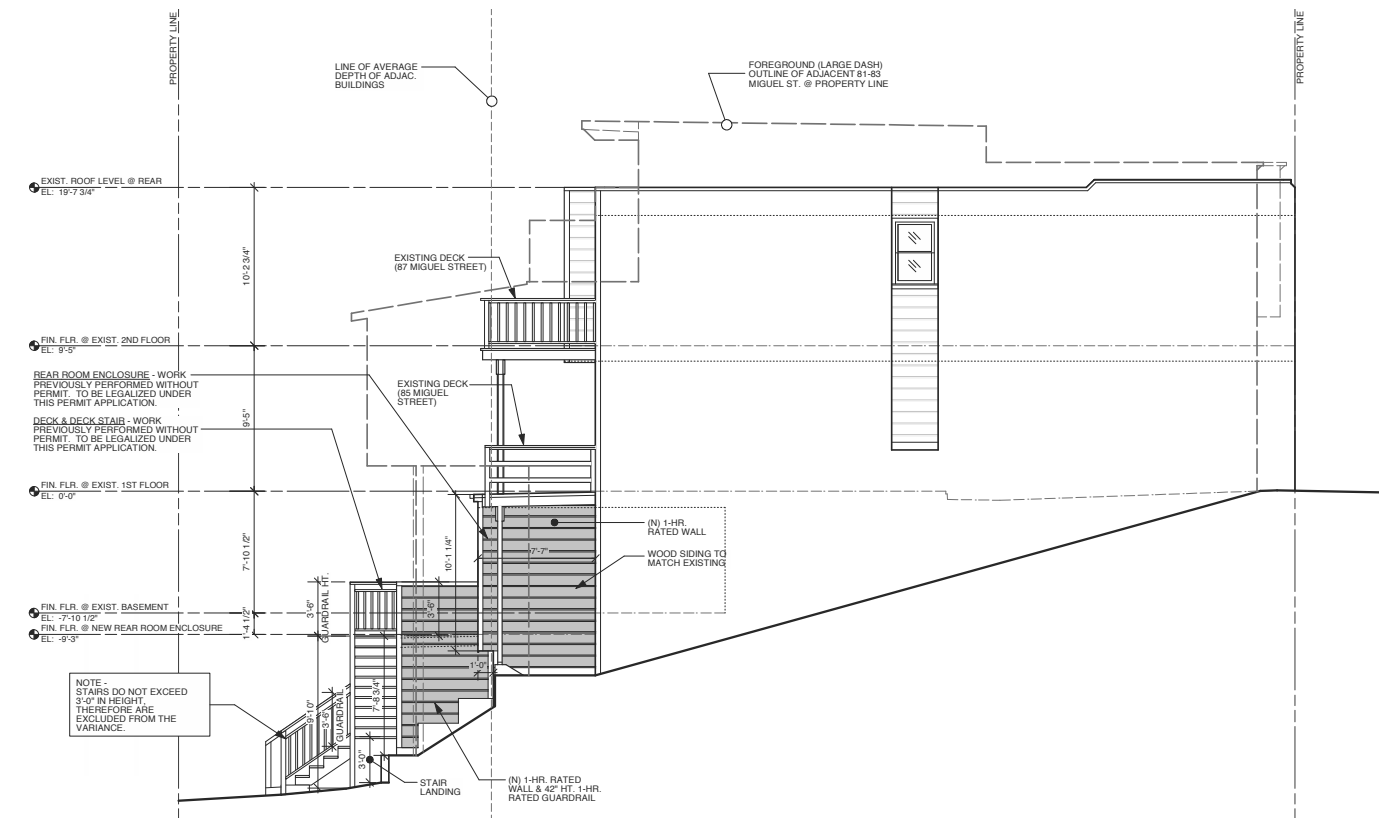 PROPERTY LINE
LINE OF AVERAGE
DEPTH OF ADJAC.
BUILDINGS
FOREGROUND (LARGE DASH)
OUTLINE OF ADJACENT 81-83
MIGUEL ST. @ PROPERTY LINE
PROPERTY LINE
EXIST. ROOF LEVEL @ REAR
EL: 19'-7 3/4"
10'-2 3/4"
EXISTING DECK
(87 MIGUEL STREET)
FIN. FLR. @ EXIST. 2ND FLOOR
EL: 9'-5"
REAR ROOM ENCLOSURE - WORK
PREVIOUSLY PERFORMED WITHOUT
PERMIT. TO BE LEGALIZED UNDER
THIS PERMIT APPLICATION.
EXISTING DECK
(85 MIGUEL
STREET)
9'-5"
DECK & DECK STAIR - WORK
PREVIOUSLY PERFORMED WITHOUT
PERMIT. TO BE LEGALIZED UNDER
THIS PERMIT APPLICATION.
FIN. FLR. @ EXIST. 1ST FLOOR
EL: 0'-0"
(N) 1-HR.
RATED WALL
7'-10 1/2"
10'-1 1/4"
7'-7"
WOOD SIDING TO
MATCH EXISTING
FIN. FLR. @ EXIST. BASEMENT
EL: -7'-10 1/2"
3'-6"
GUARDRAIL HT.
3'-6"
1'-4 1/2"
FIN. FLR. @ NEW REAR ROOM ENCLOSURE
EL: -9'-3"
1'-0"
NOTE -
STAIRS DO NOT EXCEED
3'-0" IN HEIGHT,
THEREFORE ARE
EXCLUDED FROM THE
VARIANCE.
9'-10"
3'-6"
GUARDRAIL
7'-8 3/4"
3'-0"
STAIR
LANDING
(N) 1-HR. RATED
WALL & 42" HT. 1-HR.
RATED GUARDRAIL